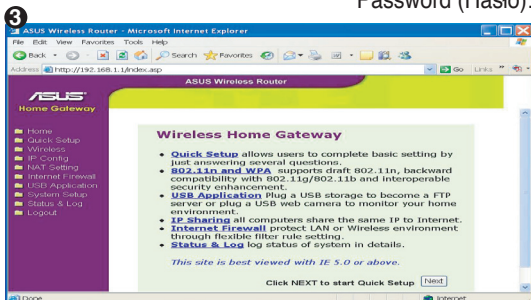 Password (Hasło):
3
ASUS Wireless Router - Microsoft Internet Explorer
File Edit View Favorites Tools Help
Back Search Favorites
Address http://192.168.1.1/index.asp Go Links
ASUS Wireless Router
ASUS
Home Gateway
Home
Quick Setup
Wireless
IP Config
NAT Setting
Internet Firewall
USB Application
System Setup
Status & Log
Logout
Wireless Home Gateway
Quick Setup allows users to complete basic setting by
just answering several questions.
802.11n and WPA supports draft 802.11n, backward
compatibility with 802.11g/802.11b and interoperable
security enhancement.
USB Application Plug a USB storage to become a FTP
server or plug a USB web camera to monitor your home
environment.
IP Sharing all computers share the same IP to Internet.
Internet Firewall protect LAN or Wireless environment
through flexible filter rule setting.
Status & Log log status of system in details.
This site is best viewed with IE 5.0 or above.
Click NEXT to start Quick Setup Next
Done Internet